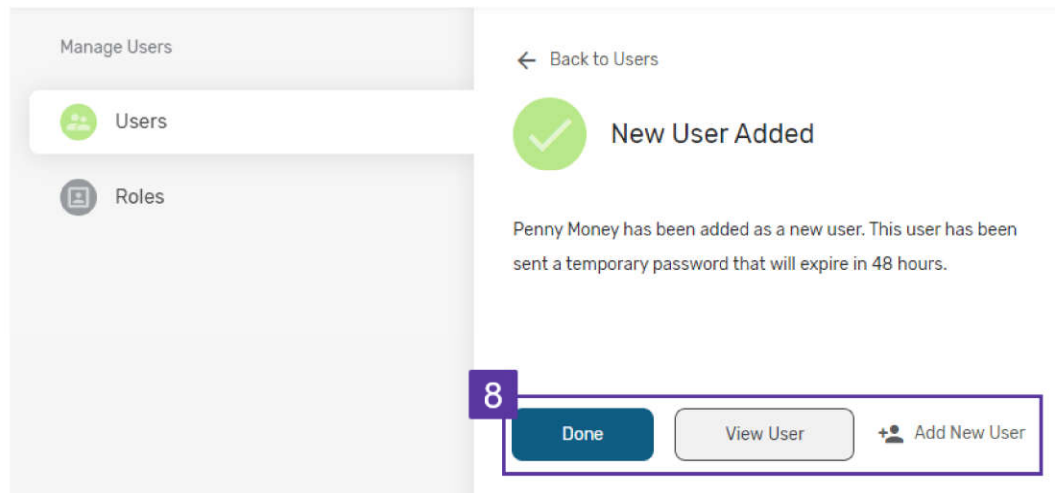 Manage Users
Users
Roles
Back to Users
New User Added
Penny Money has been added as a new user. This user has been
sent a temporary password that will expire in 48 hours.
8
Done
View User
Add New User